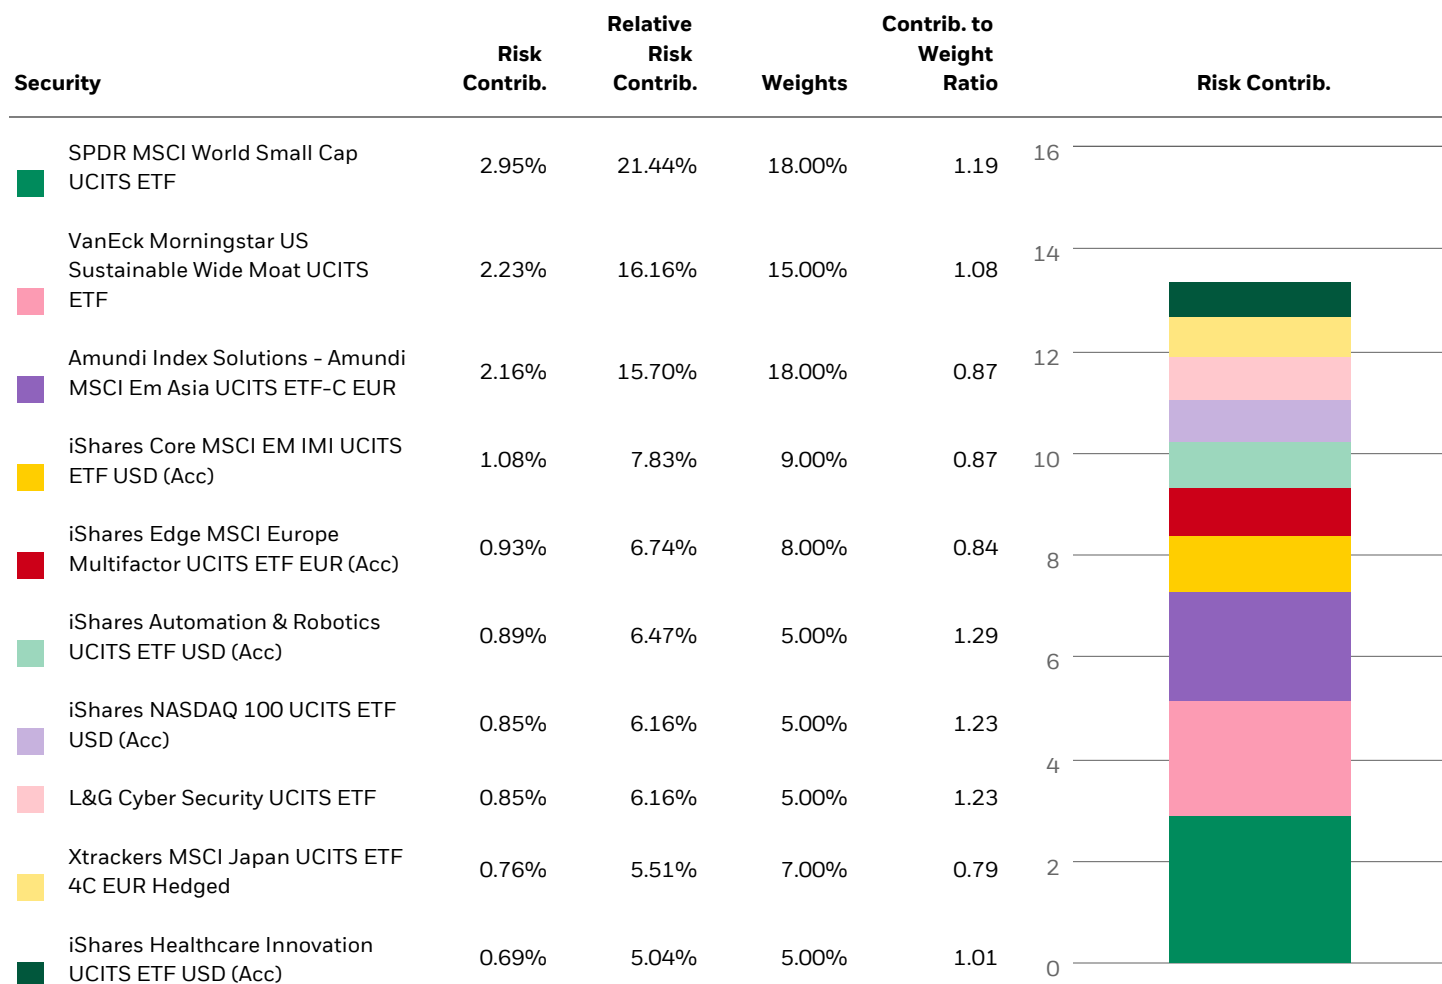 Security
Risk
Contrib.
Relative
Risk
Contrib.
Weights
Contrib. to
Weight
Ratio
Risk Contrib.
SPDR MSCI World Small Cap
UCITS ETF
2.95% 21.44% 18.00% 1.19
VanEck Morningstar US
Sustainable Wide Moat UCITS
ETF
2.23% 16.16% 15.00% 1.08
Amundi Index Solutions - Amundi
MSCI Em Asia UCITS ETF-C EUR
2.16% 15.70% 18.00% 0.87
iShares Core MSCI EM IMI UCITS
ETF USD (Acc)
1.08% 7.83% 9.00% 0.87
iShares Edge MSCI Europe
Multifactor UCITS ETF EUR (Acc)
0.93% 6.74% 8.00% 0.84
iShares Automation & Robotics
UCITS ETF USD (Acc)
0.89% 6.47% 5.00% 1.29
iShares NASDAQ 100 UCITS ETF
USD (Acc)
0.85% 6.16% 5.00% 1.23
L&G Cyber Security UCITS ETF
0.85% 6.16% 5.00% 1.23
Xtrackers MSCI Japan UCITS ETF
4C EUR Hedged
0.76% 5.51% 7.00% 0.79
iShares Healthcare Innovation
UCITS ETF USD (Acc)
0.69% 5.04% 5.00% 1.01
16
14
12
10
8
6
4
2
0